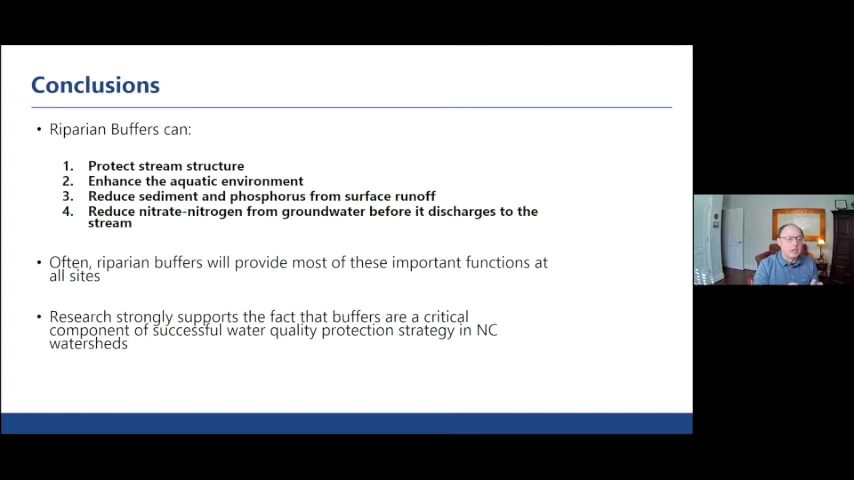 Conclusions
• Riparian Buffers can:
1. Protect stream structure
2. Enhance the aquatic environment
3. Reduce sediment and phosphorus from surface runoff
4. Reduce nitrate-nitrogen from groundwater before it discharges to the
stream
• Often, riparian buffers will provide most of these important functions at
all sites
• Research strongly supports the fact that buffers are a critical
component of successful water quality protection strategy in NC
watersheds